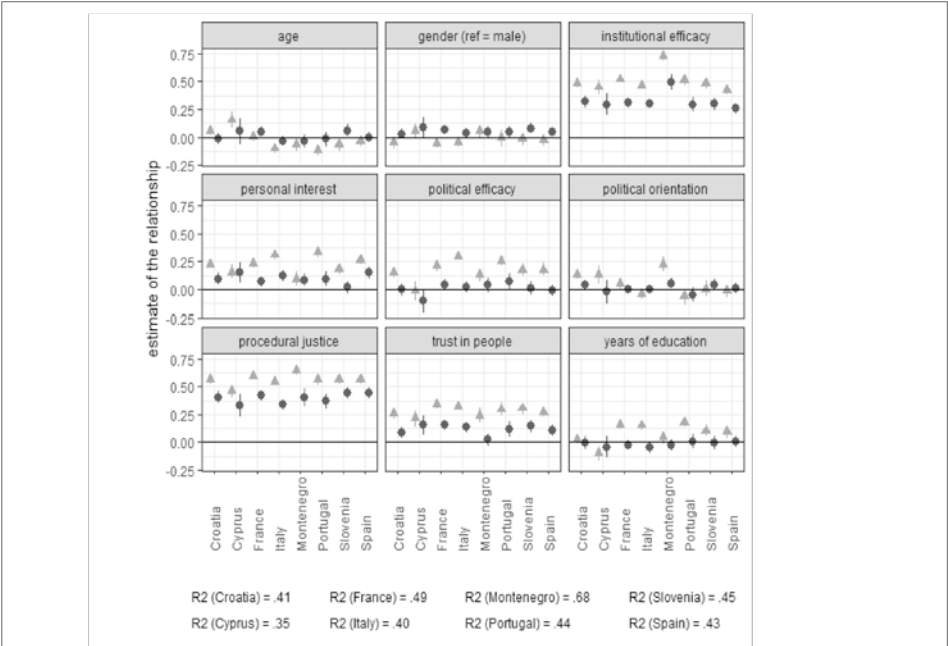 age gender (ref = male) institutional efficacy
0.75
0.50
0.25
0.00
-0.25
personal interest political efficacy political orientation
0.75
0.50
0.25
0.00
-0.25
procedural justice trust in people years of education
0.75
0.50
0.25
0.00
-0.25
estimate of the relationship
Croatia Cyprus France Italy Montenegro Portugal Slovenia Spain Croatia Cyprus France Italy Montenegro Portugal Slovenia Spain Croatia Cyprus France Italy Montenegro Portugal Slovenia Spain
R2 (Croatia) = .41 R2 (France) = .49 R2 (Montenegro) = .68 R2 (Slovenia) = .45
R2 (Cyprus) = .35 R2 (Italy) = .40 R2 (Portugal) = .44 R2 (Spain) = .43